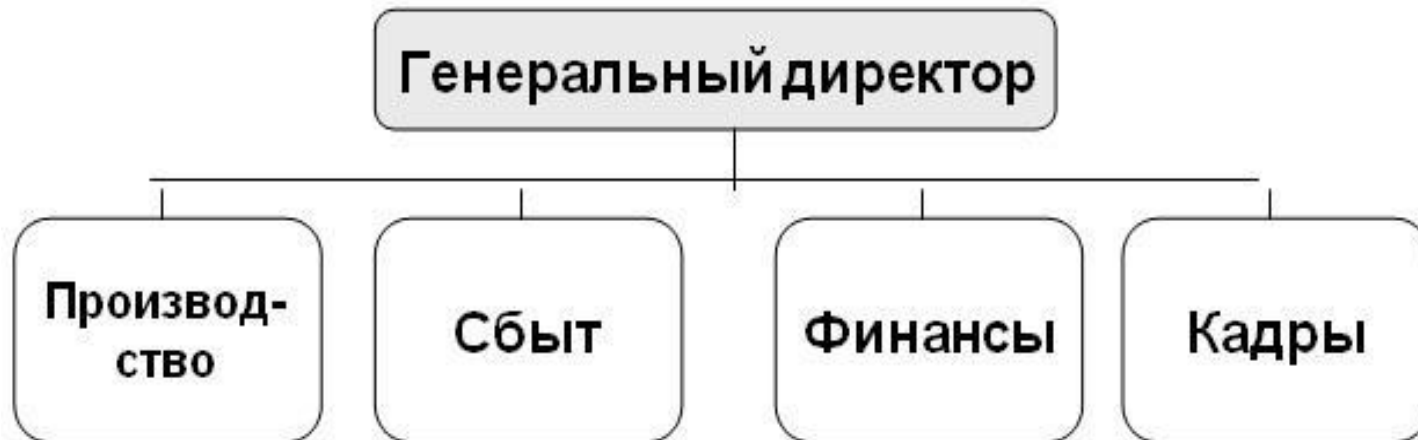 Генеральный директор
Производ-
ство
Сбыт
Финансы
Кадры